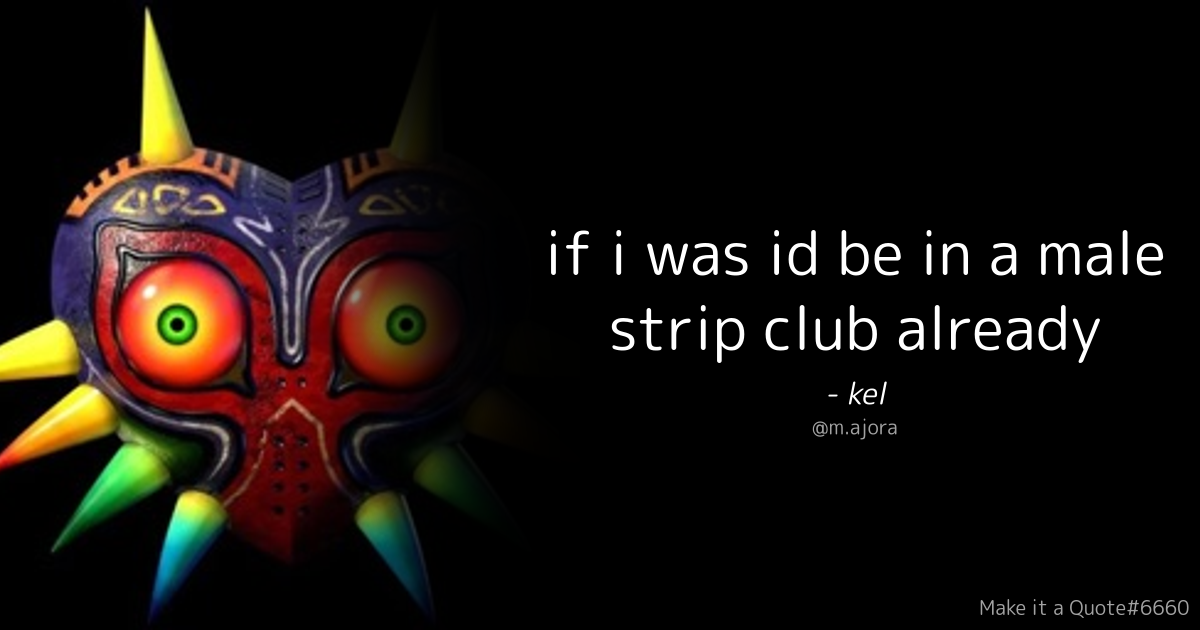 if i was id be in a male
strip club already
- kel
@m.ajora
Make it a Quote#6660